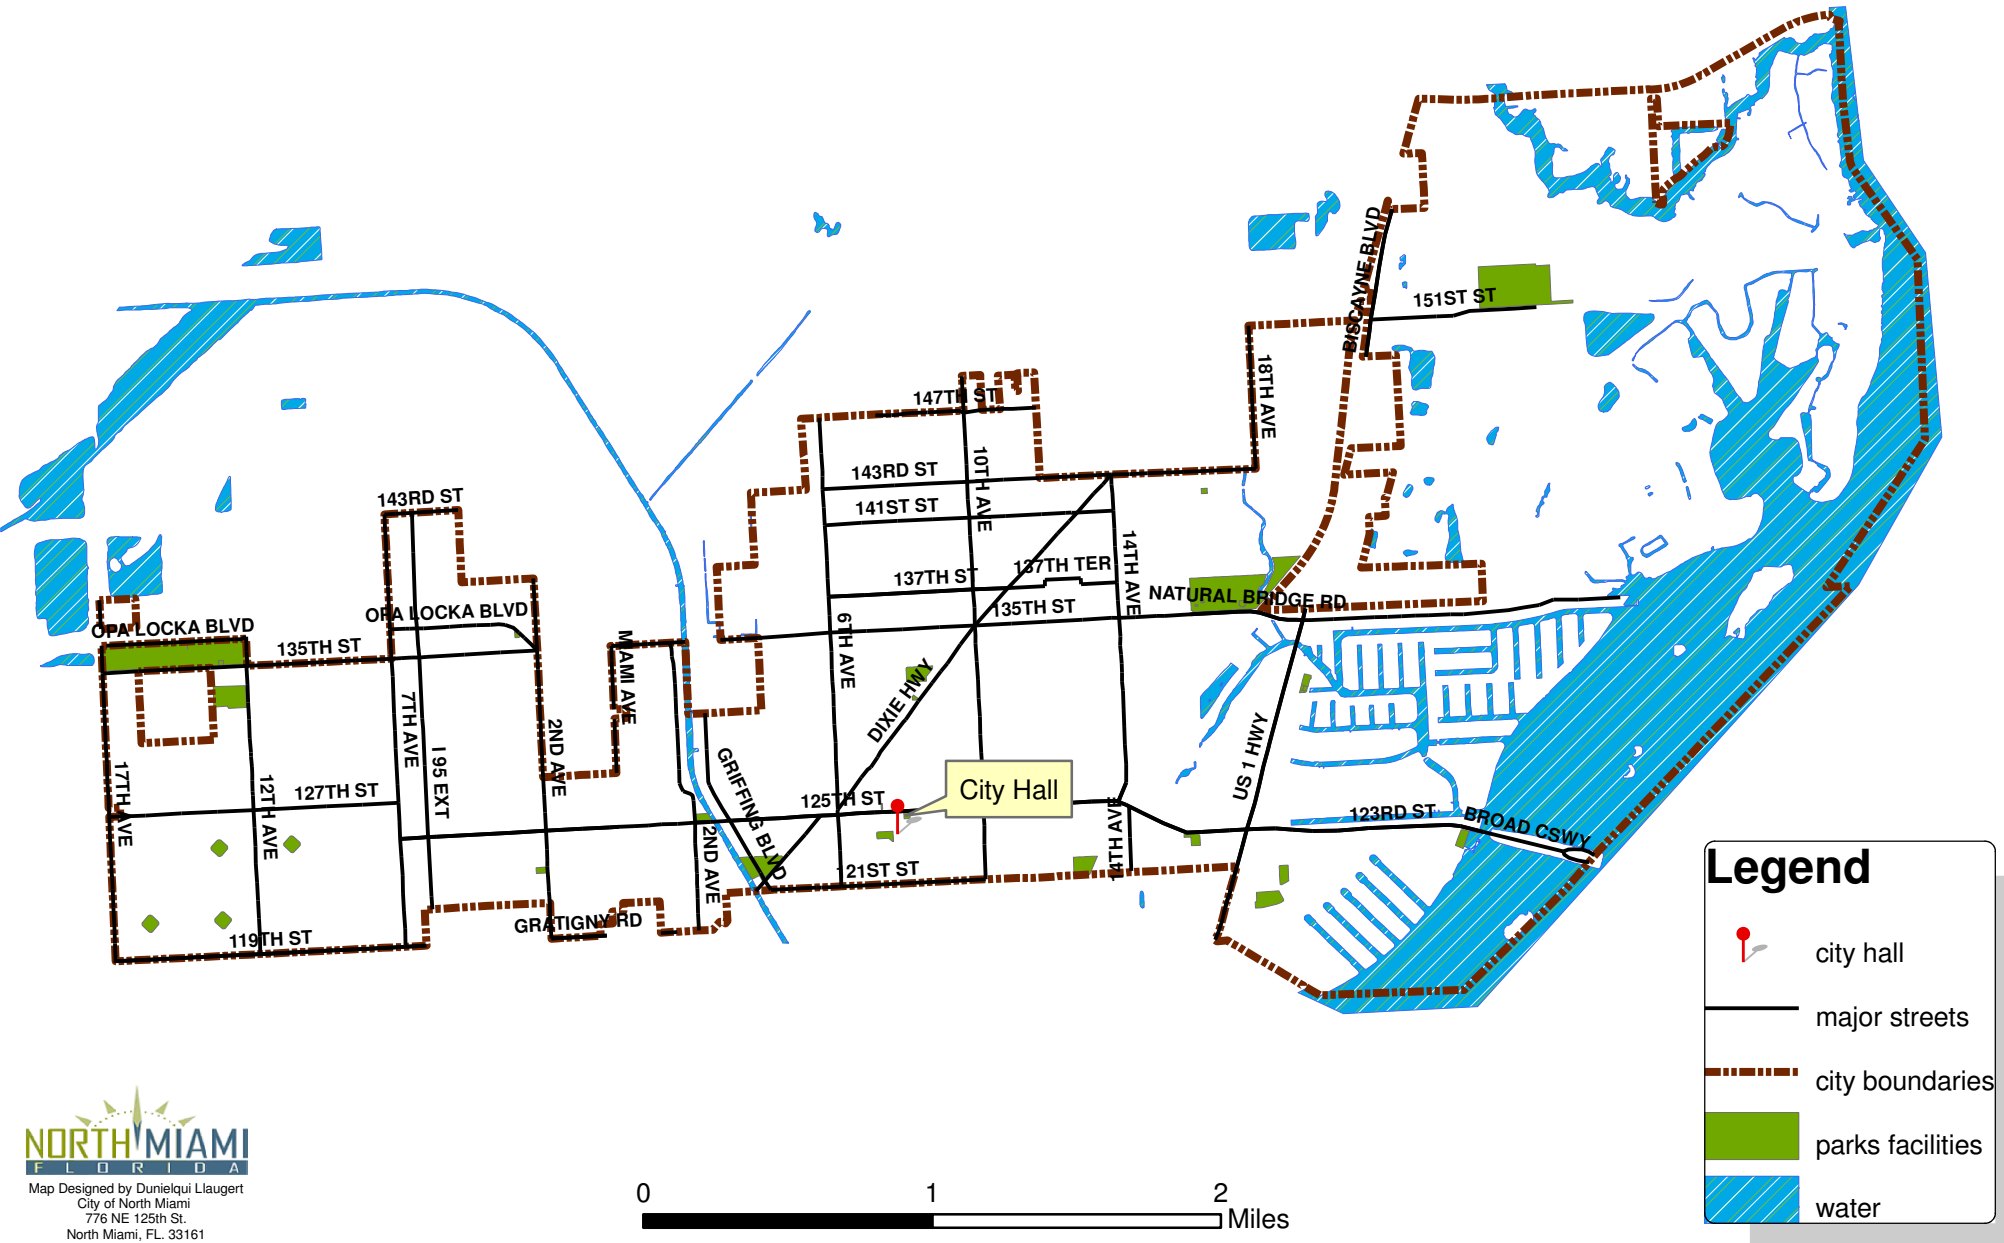 BISCAYNE BLVD
151ST ST
18TH AVE
147TH ST
10TH AVE
143RD ST
143RD ST
141ST ST
14TH AVE
137TH TER
137TH ST
NATURAL BRIDGE RD
135TH ST
OPA LOCKA BLVD
OPA LOCKA BLVD
135TH ST
MIAMI AVE
6TH AVE
DIXIE HWY
7TH AVE
I 95 EXT
2ND AVE
GRIFFING BLVD
US 1 HWY
17TH AVE
12TH AVE
127TH ST
125TH ST
City Hall
14TH AVE
123RD ST
BROAD CSWY
2ND AVE
121ST ST
GRATIGNY RD
119TH ST
Legend
city hall
major streets
city boundaries
parks facilities
water
NORTH MIAMI
FLORIDA
Map Designed by Dunielqui Llaugert
City of North Miami
776 NE 125th St.
North Miami, FL. 33161
0 1 2
Miles